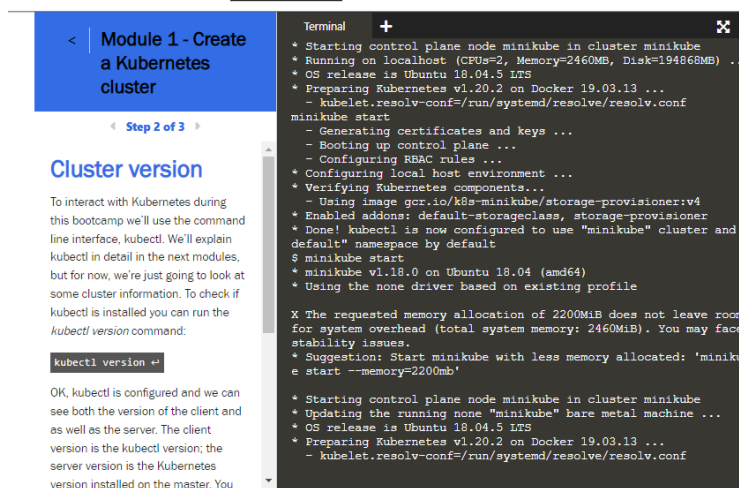 < Module 1 - Create
a Kubernetes
cluster
Step 2 of 3
Cluster version
To interact with Kubernetes during
this bootcamp we'll use the command
line interface, kubectl. We'll explain
kubectl in detail in the next modules,
but for now, we're just going to look at
some cluster information. To check if
kubectl is installed you can run the
kubectl version command:
kubectl version ↩
OK, kubectl is configured and we can
see both the version of the client and
as well as the server. The client
version is the kubectl version; the
server version is the Kubernetes
version installed on the master. You
Terminal +
* Starting control plane node minikube in cluster minikube
* Running on localhost (CPUs=2, Memory=2460MB, Disk=194868MB) ..
* OS release is Ubuntu 18.04.5 LTS
* Preparing Kubernetes v1.20.2 on Docker 19.03.13 ...
- kubelet.resolv-conf=/run/systemd/resolve/resolv.conf
minikube start
- Generating certificates and keys ...
- Booting up control plane ...
- Configuring RBAC rules ...
* Configuring local host environment ...
* Verifying Kubernetes components...
- Using image gcr.io/k8s-minikube/storage-provisioner:v4
* Enabled addons: default-storageclass, storage-provisioner
* Done! kubectl is now configured to use "minikube" cluster and
default" namespace by default
$ minikube start
* minikube v1.18.0 on Ubuntu 18.04 (amd64)
* Using the none driver based on existing profile
X The requested memory allocation of 2200MiB does not leave room
for system overhead (total system memory: 2460MiB). You may face
stability issues.
* Suggestion: Start minikube with less memory allocated: 'miniku
e start --memory=2200mb'
* Starting control plane node minikube in cluster minikube
* Updating the running none "minikube" bare metal machine ...
* OS release is Ubuntu 18.04.5 LTS
* Preparing Kubernetes v1.20.2 on Docker 19.03.13 ...
- kubelet.resolv-conf=/run/systemd/resolve/resolv.conf